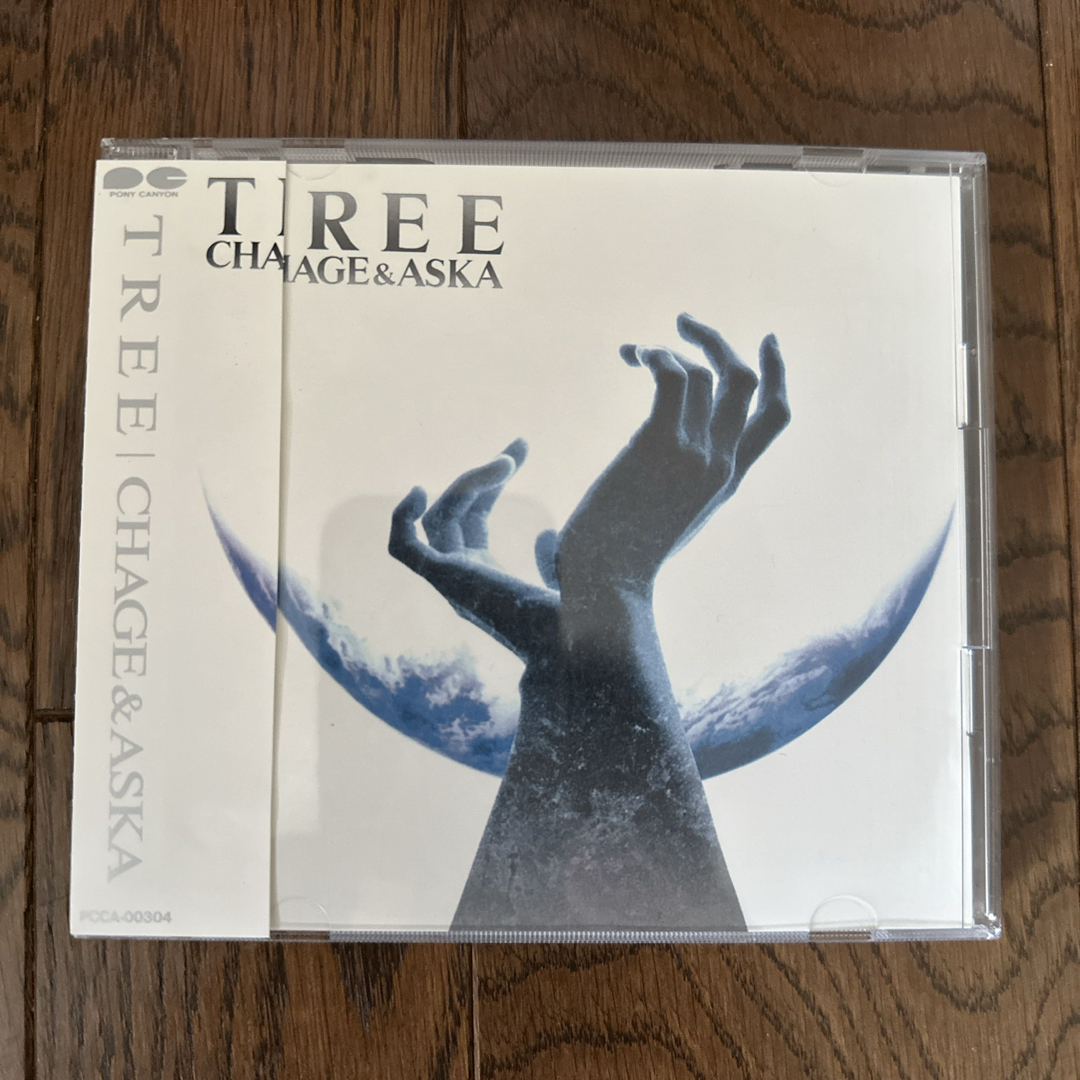 PONY CANYON
TREE | CHAGE&ASKA
PCCA-00304
TREE
CHAGE&ASKA